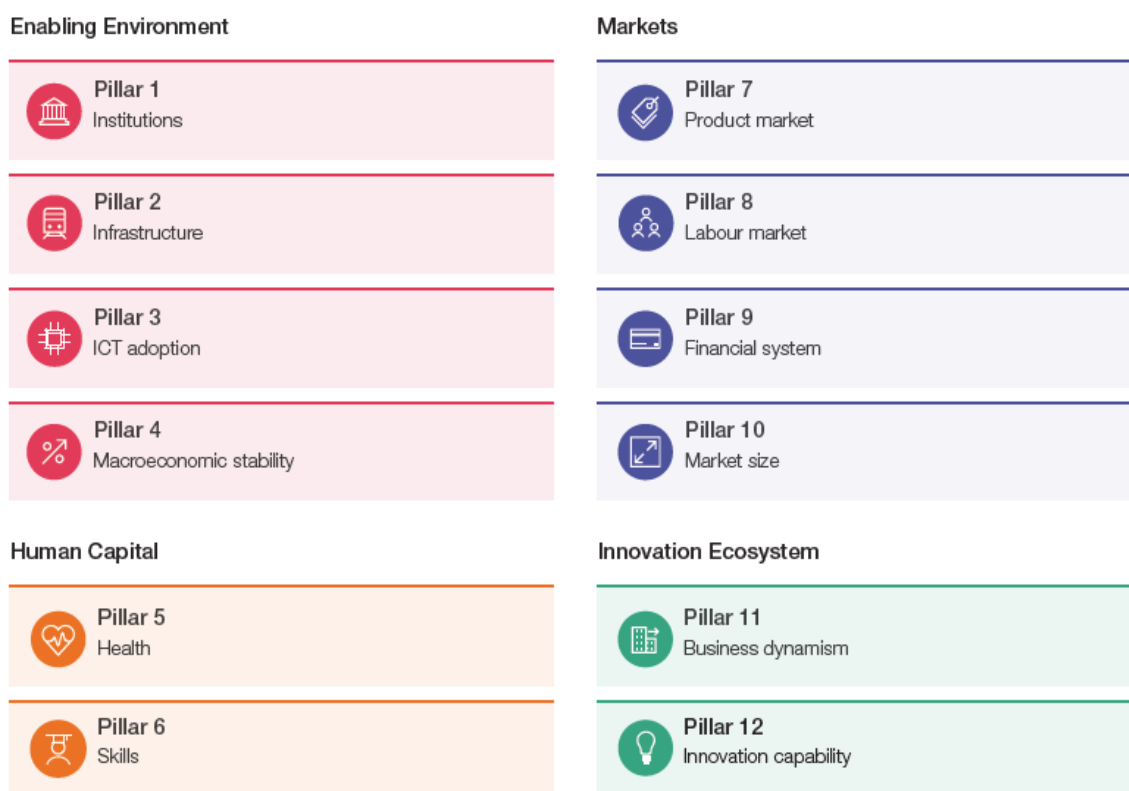 Enabling Environment
Pillar 1
Institutions
Pillar 2
Infrastructure
Pillar 3
ICT adoption
Pillar 4
Macroeconomic stability
Markets
Pillar 7
Product market
Pillar 8
Labour market
Pillar 9
Financial system
Pillar 10
Market size
Human Capital
Pillar 5
Health
Pillar 6
Skills
Innovation Ecosystem
Pillar 11
Business dynamism
Pillar 12
Innovation capability